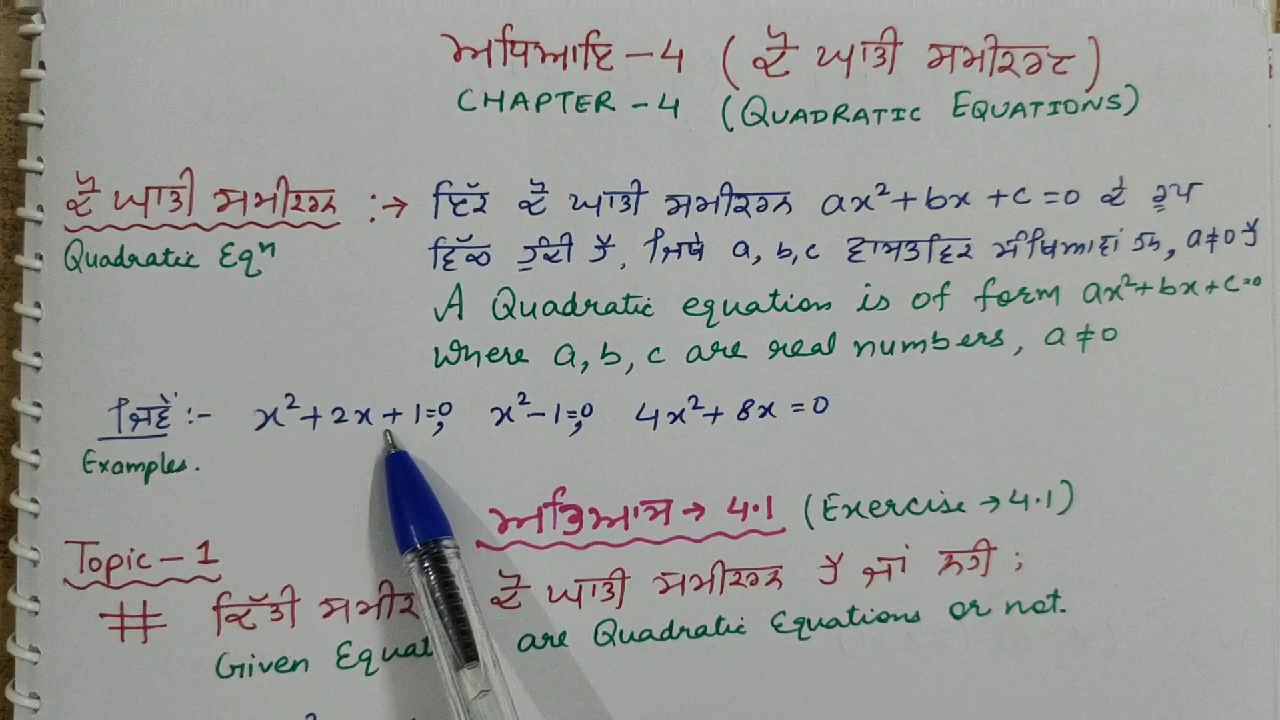 ਅਧਿਆਇ - 4 ( ਦੋ ਘਾਤੀ ਸਮੀਕਰਣ )
CHAPTER - 4 (QUADRATIC EQUATIONS)
ਦੋ ਘਾਤੀ ਸਮੀਕਰਨ :→ ਇੱਕ ਦੋ ਘਾਤੀ ਸਮੀਕਰਨ ax²+bx+c=0 ਦੇ ਰੂਪ
Quadratic Eqⁿ ਵਿੱਚ ਹੁੰਦੀ ਹੈ, ਜਿਥੇ a, b, c ਵਾਸਤਵਿਕ ਸੰਖਿਆਵਾਂ ਹਨ, a≠0 ਹੈ
A Quadratic equation is of form ax²+bx+c=0
where a, b, c are real numbers, a≠0
ਜਿਵੇਂ :- x²+2x+1=0, x²-1=0, 4x²+8x=0
Examples.
ਅਭਿਆਸ → 4.1 (Exercise → 4.1)
Topic - 1
# ਦਿੱਤੀ ਸਮੀਕਰ ਦੋ ਘਾਤੀ ਸਮੀਕਰਨ ਹੈ ਜਾਂ ਨਹੀ ;
Given Equat are Quadratic Equations or not.